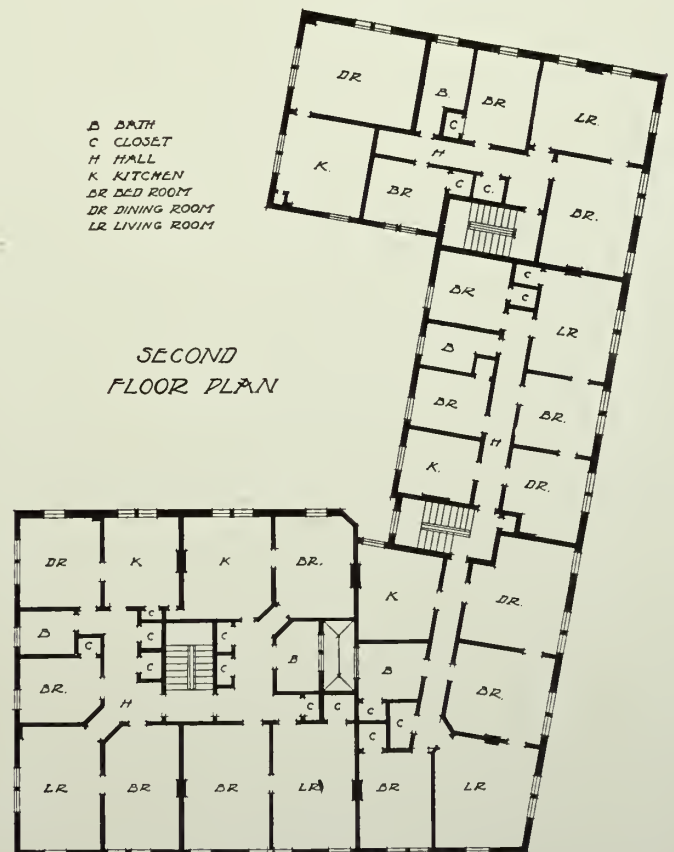 B BATH
C CLOSET
H HALL
K KITCHEN
BR BED ROOM
DR DINING ROOM
LR LIVING ROOM
SECOND
FLOOR PLAN
DR
B.
BR
LR.
C
H
K.
BR
C
C.
BR.
BR
C
C
LR
B
BR
BR.
K.
H
DR.
DR
K
K
BR.
K
DR.
C
B
C
C
C
C
B
B
BR.
BR.
H
C
C
C
C
C
LR
BR
BR
LR
BR
LR